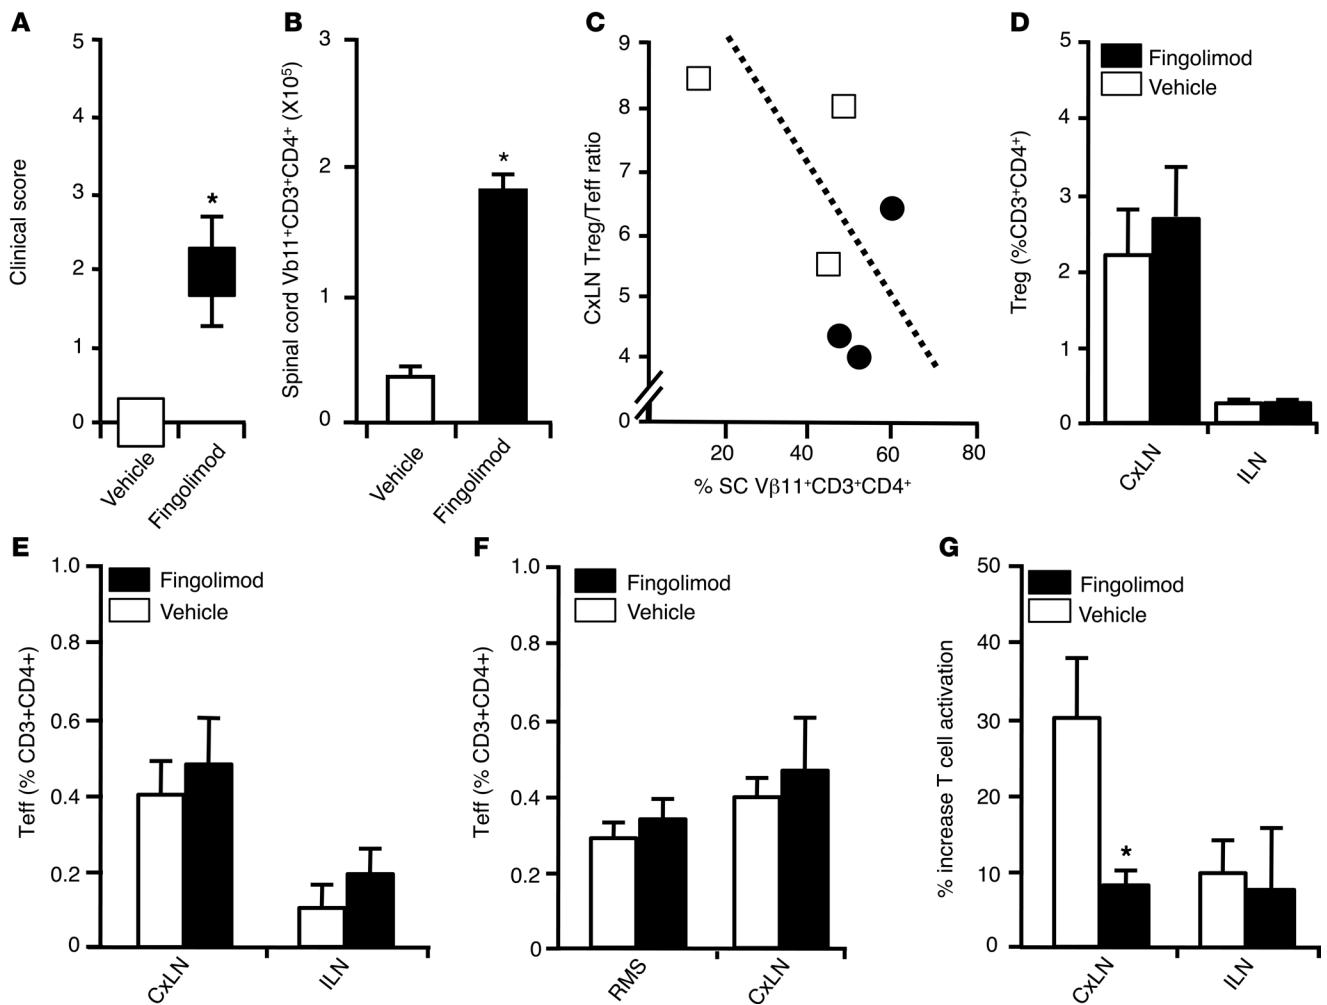 A
Clinical score
5
4
3
2
1
0
*
Vehicle
Fingolimod
B
Spinal cord Vb11⁺CD3⁺CD4⁺ (X10⁵)
3
2
1
0
*
Vehicle
Fingolimod
C
CxLN Treg/Teff ratio
9
8
7
6
5
4
0
20
40
60
80
% SC Vβ11⁺CD3⁺CD4⁺
D
Treg (%CD3⁺CD4⁺)
5
4
3
2
1
0
Fingolimod
Vehicle
CxLN
ILN
E
Teff (% CD3+CD4+)
1.0
0.8
0.6
0.4
0.2
0
Fingolimod
Vehicle
CxLN
ILN
F
Teff (% CD3+CD4+)
1.0
0.8
0.6
0.4
0.2
0
Fingolimod
Vehicle
RMS
CxLN
G
% increase T cell activation
50
40
30
20
10
0
Fingolimod
Vehicle
*
CxLN
ILN